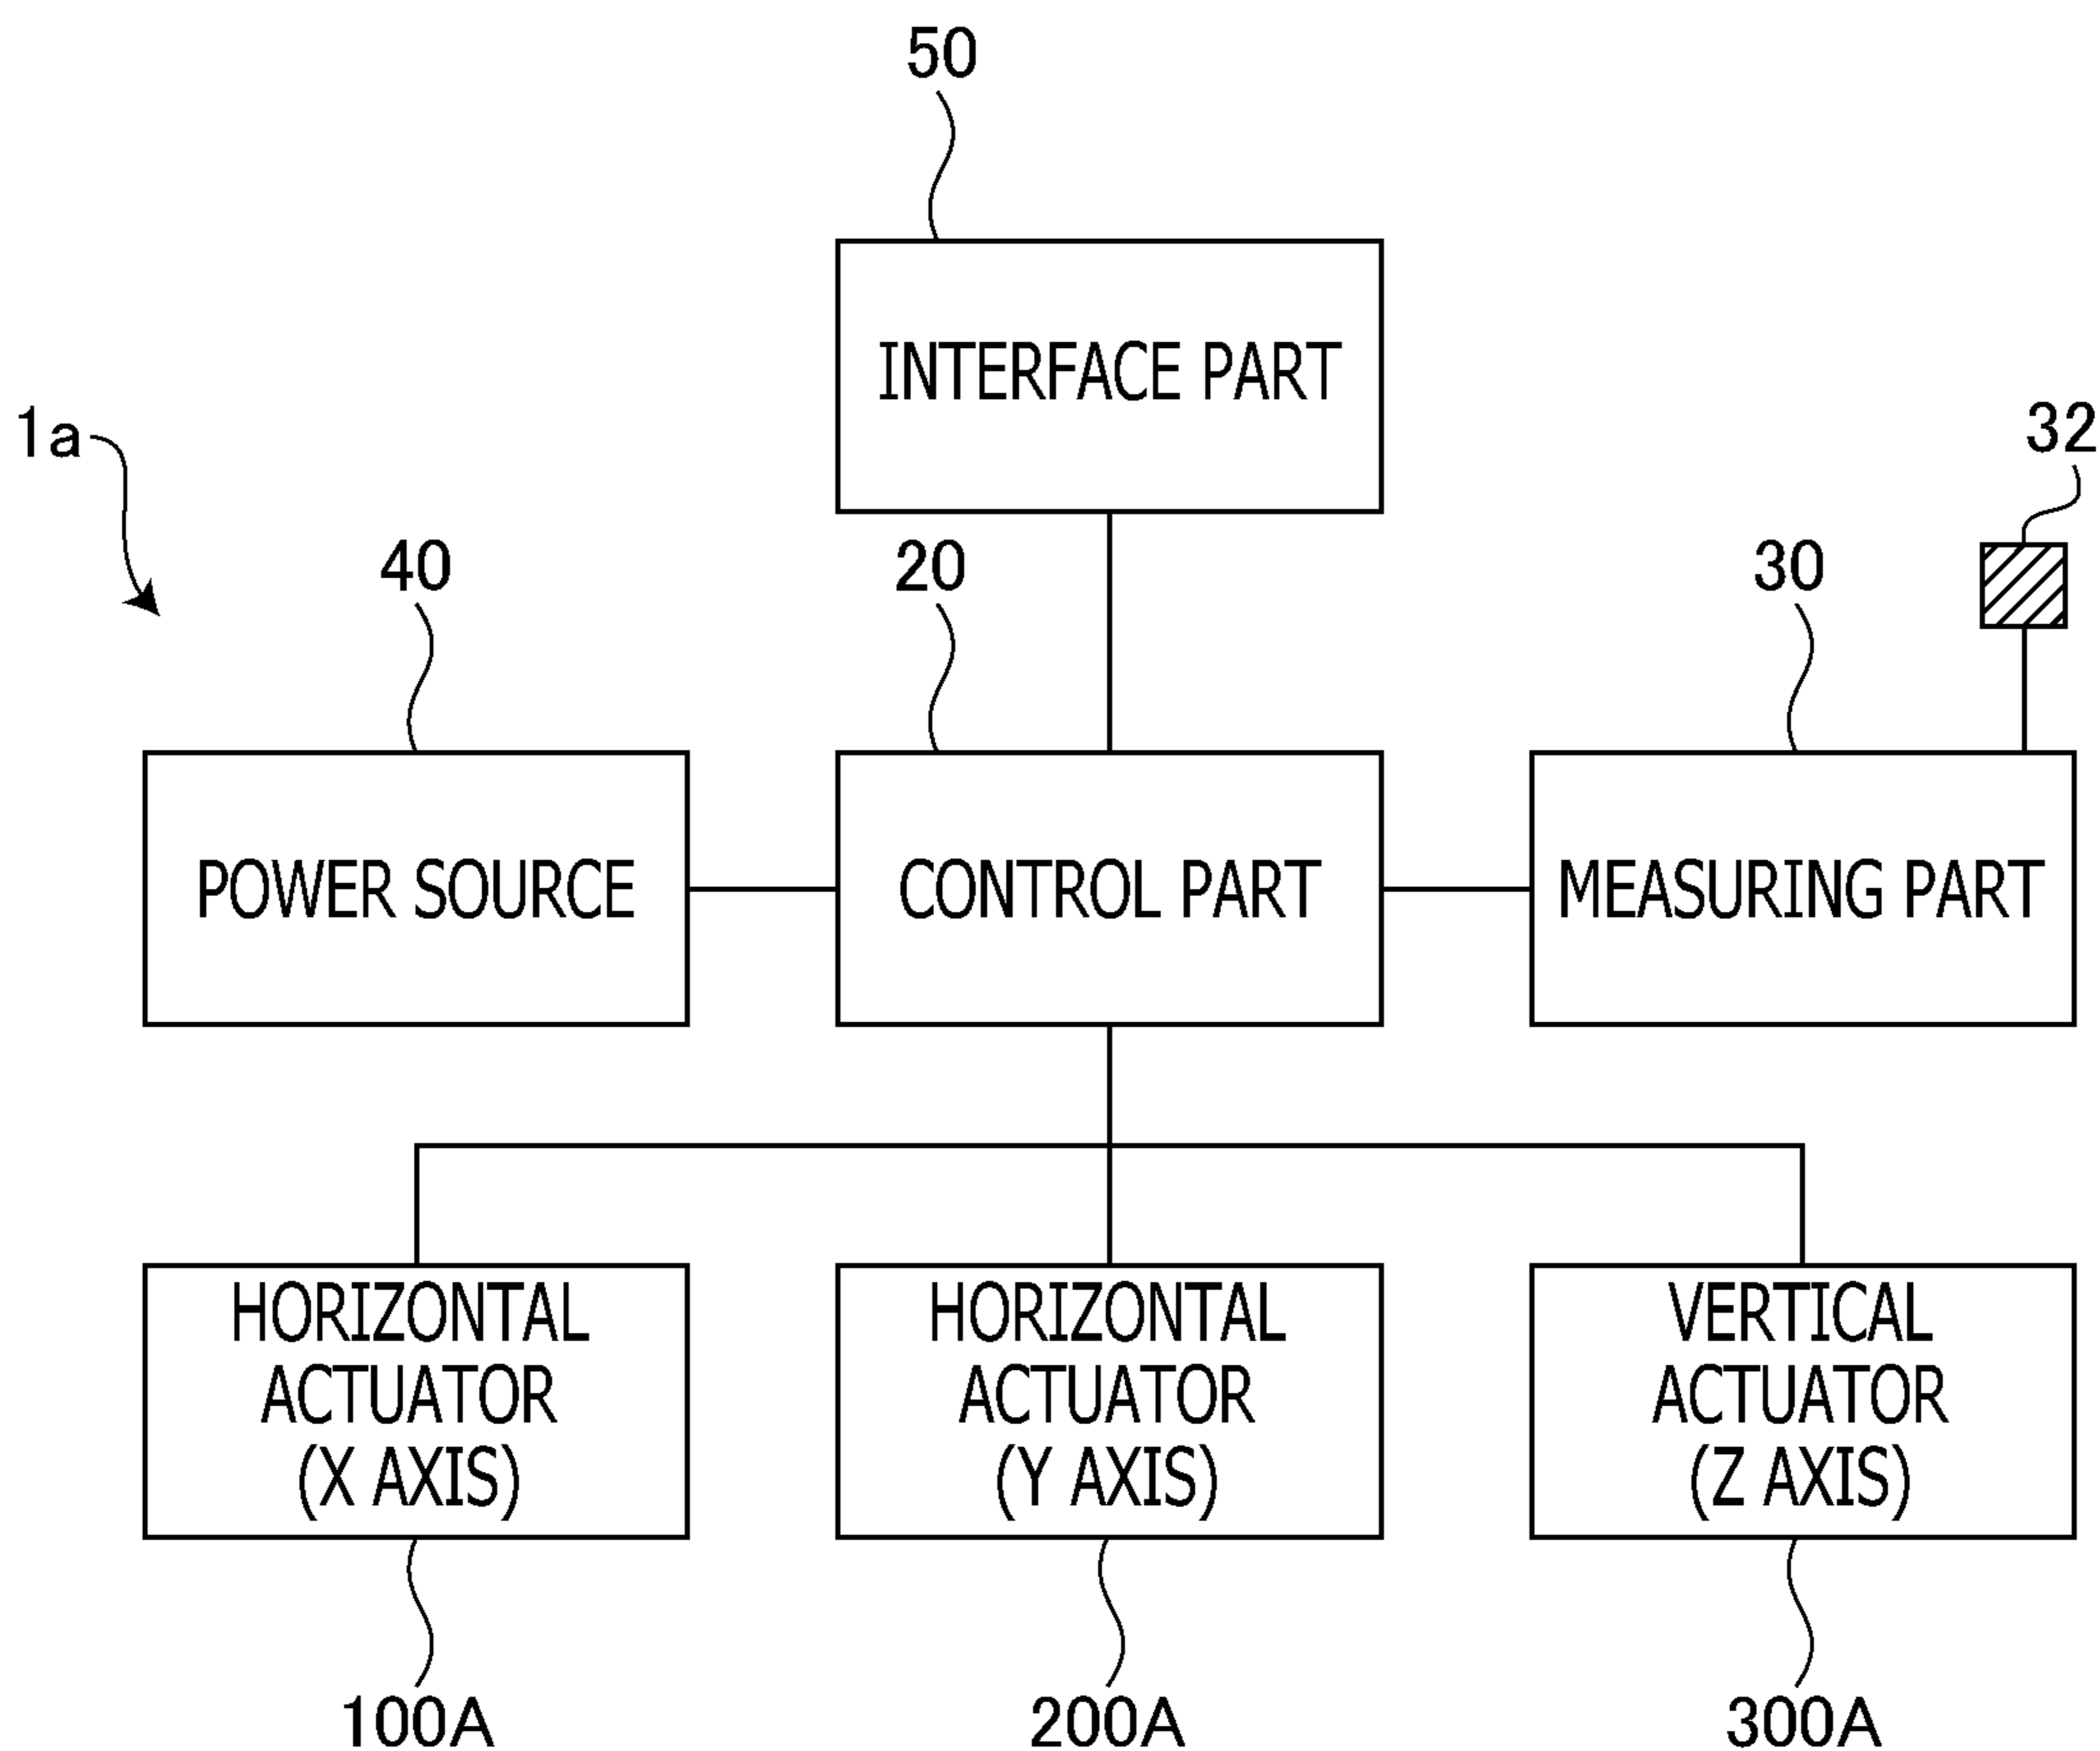 50
INTERFACE PART
1a
32
40
20
30
POWER SOURCE
CONTROL PART
MEASURING PART
HORIZONTAL
ACTUATOR
(X AXIS)
HORIZONTAL
ACTUATOR
(Y AXIS)
VERTICAL
ACTUATOR
(Z AXIS)
100A
200A
300A